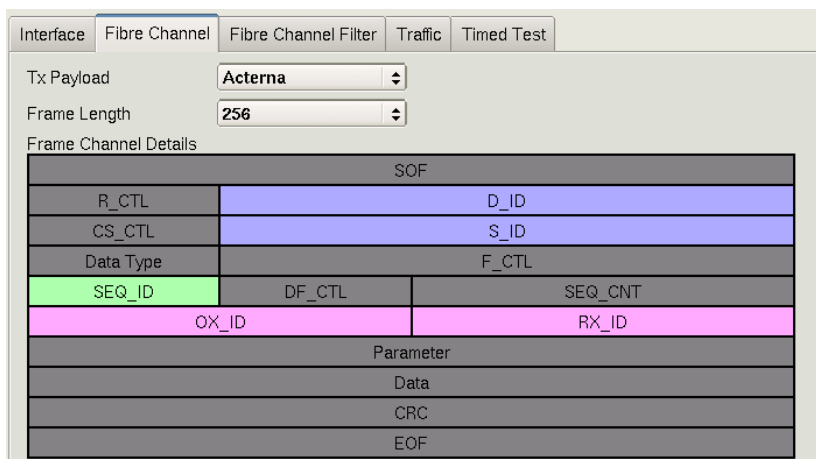 Interface Fibre Channel Fibre Channel Filter Traffic Timed Test
Tx Payload Acterna
Frame Length 256
Frame Channel Details
SOF
R_CTL D_ID
CS_CTL S_ID
Data Type F_CTL
SEQ_ID DF_CTL SEQ_CNT
OX_ID RX_ID
Parameter
Data
CRC
EOF